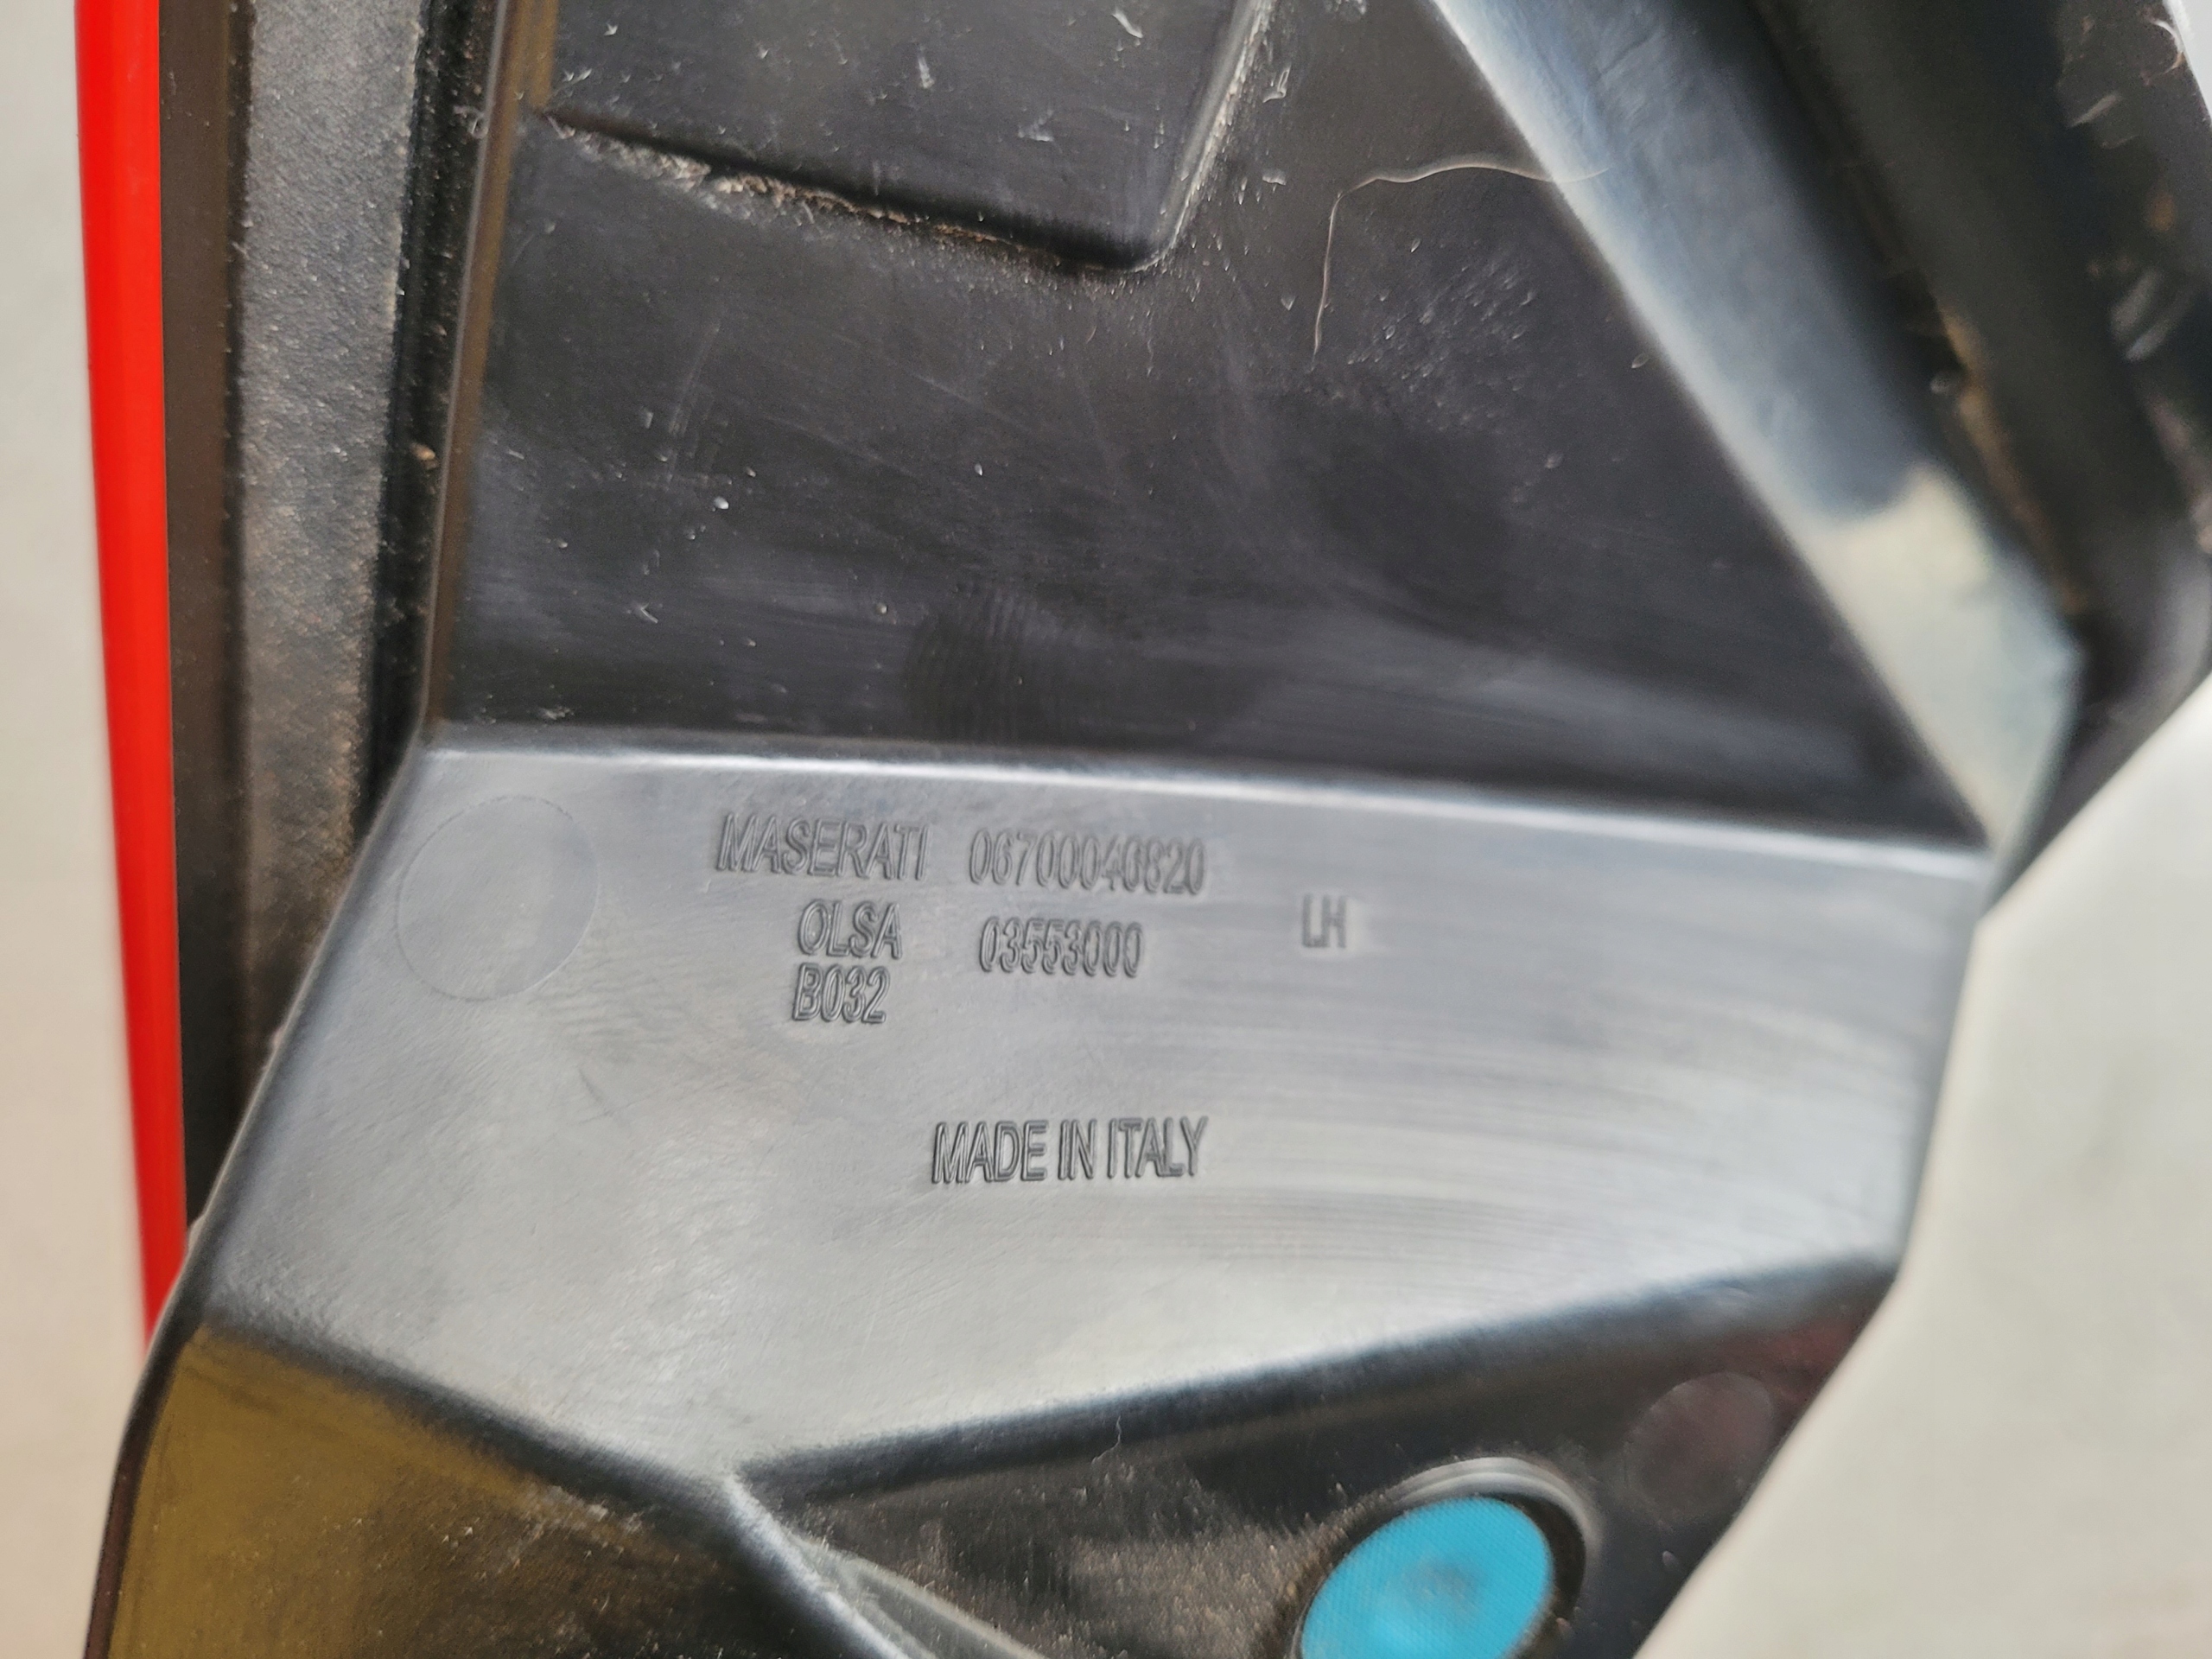 MASERATI 06700040820
OLSA 03553000 LH
B032
MADE IN ITALY